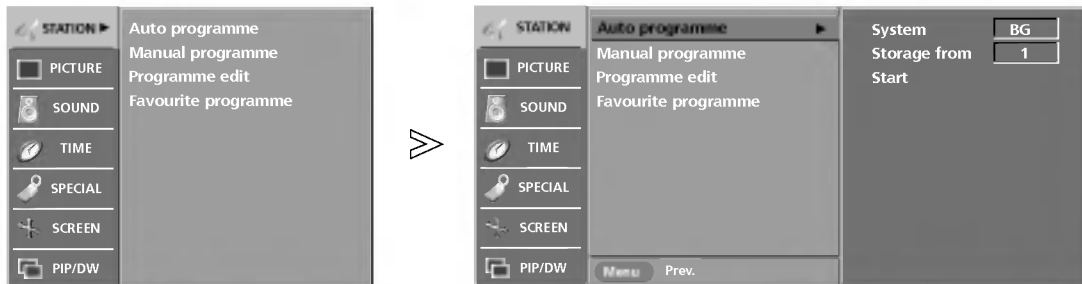 STATION
PICTURE
SOUND
TIME
SPECIAL
SCREEN
PIP/DW
Auto programme
Manual programme
Programme edit
Favourite programme
STATION
PICTURE
SOUND
TIME
SPECIAL
SCREEN
PIP/DW
Auto programme
Manual programme
Programme edit
Favourite programme
Menu Prev.
System BG
Storage from 1
Start